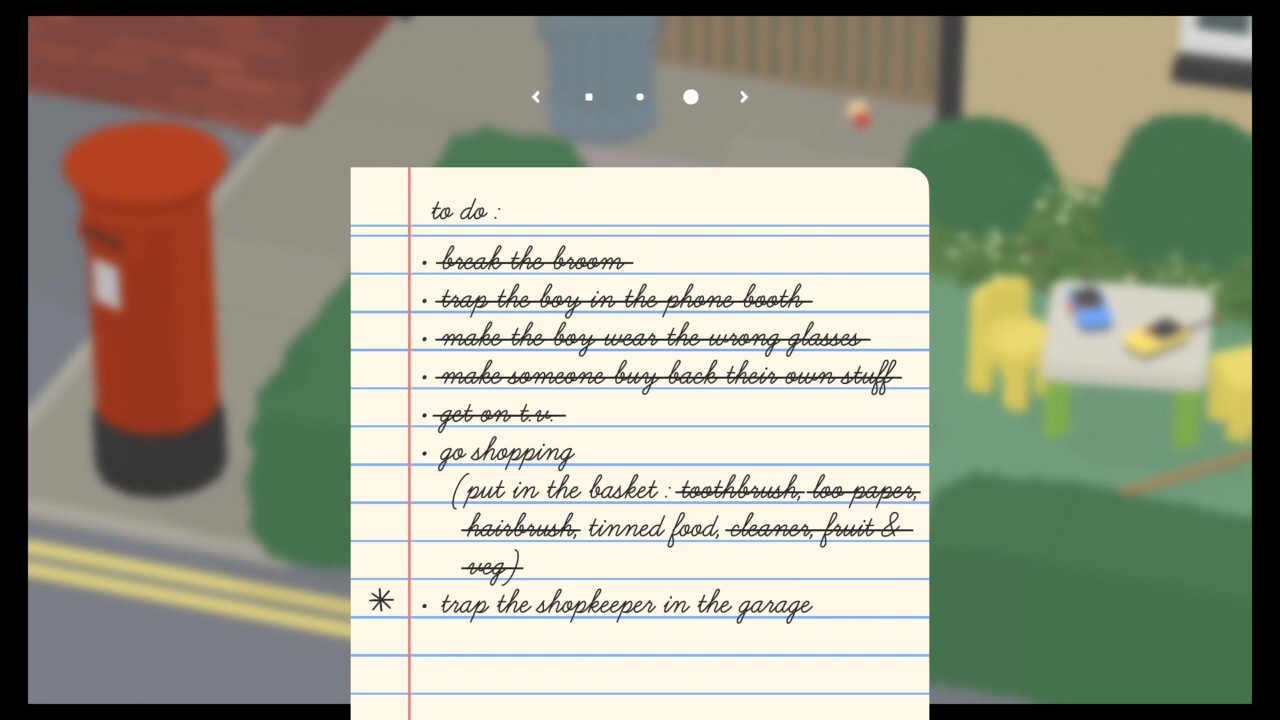 to do :
• break the broom
• trap the boy in the phone booth
• make the boy wear the wrong glasses
• make someone buy back their own stuff
• get on t.v.
• go shopping
(put in the basket : toothbrush, loo paper,
hairbrush, tinned food, cleaner, fruit &
veg)
* • trap the shopkeeper in the garage